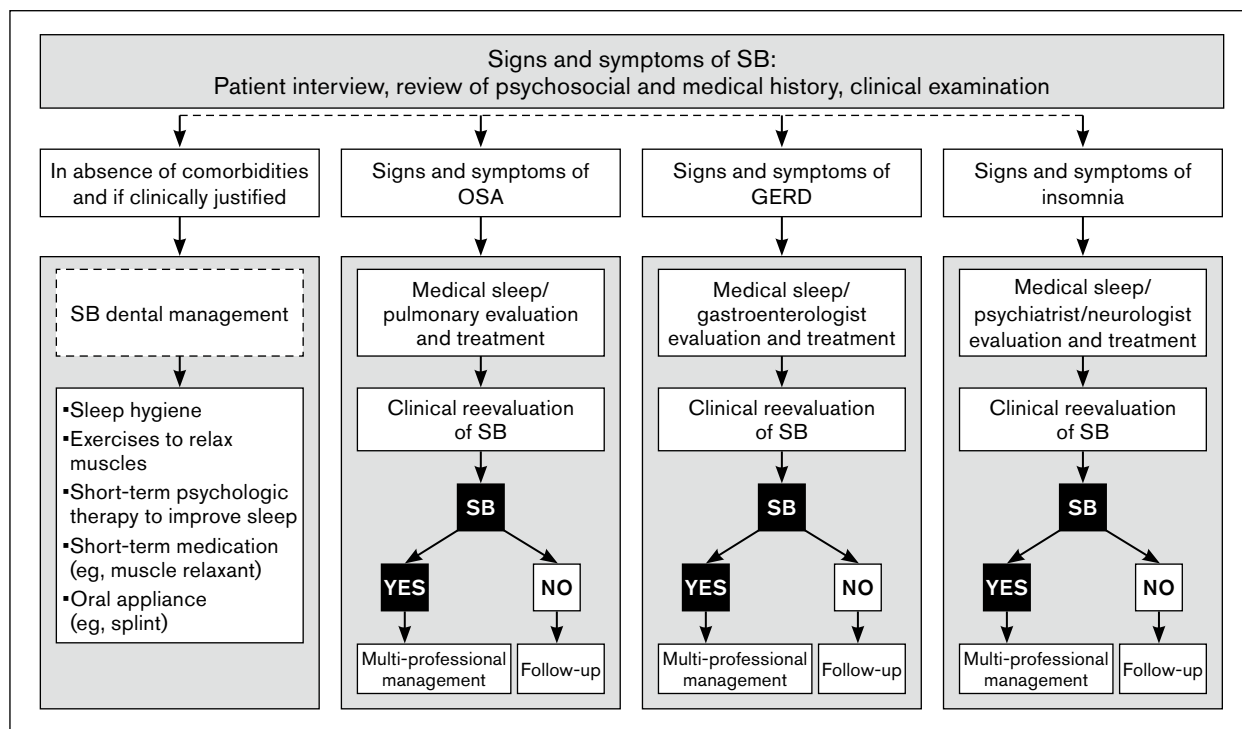 Signs and symptoms of SB:
Patient interview, review of psychosocial and medical history, clinical examination
In absence of comorbidities
and if clinically justified
SB dental management
▪Sleep hygiene
▪Exercises to relax
muscles
▪Short-term psychologic
therapy to improve sleep
▪Short-term medication
(eg, muscle relaxant)
▪Oral appliance
(eg, splint)
Signs and symptoms of
OSA
Medical sleep/
pulmonary evaluation
and treatment
Clinical reevaluation
of SB
SB
YES
NO
Multi-professional
management
Follow-up
Signs and symptoms of
GERD
Medical sleep/
gastroenterologist
evaluation and treatment
Clinical reevaluation
of SB
SB
YES
NO
Multi-professional
management
Follow-up
Signs and symptoms of
insomnia
Medical sleep/
psychiatrist/neurologist
evaluation and treatment
Clinical reevaluation
of SB
SB
YES
NO
Multi-professional
management
Follow-up